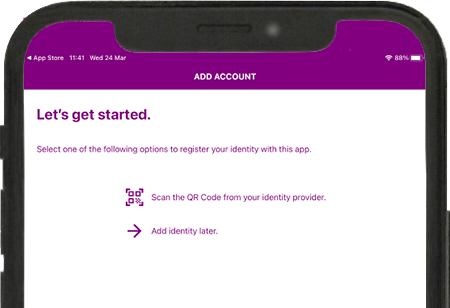 App Store 11:41 Wed 24 Mar 88%
ADD ACCOUNT
Let's get started.
Select one of the following options to register your identity with this app.
Scan the QR Code from your identity provider.
Add identity later.